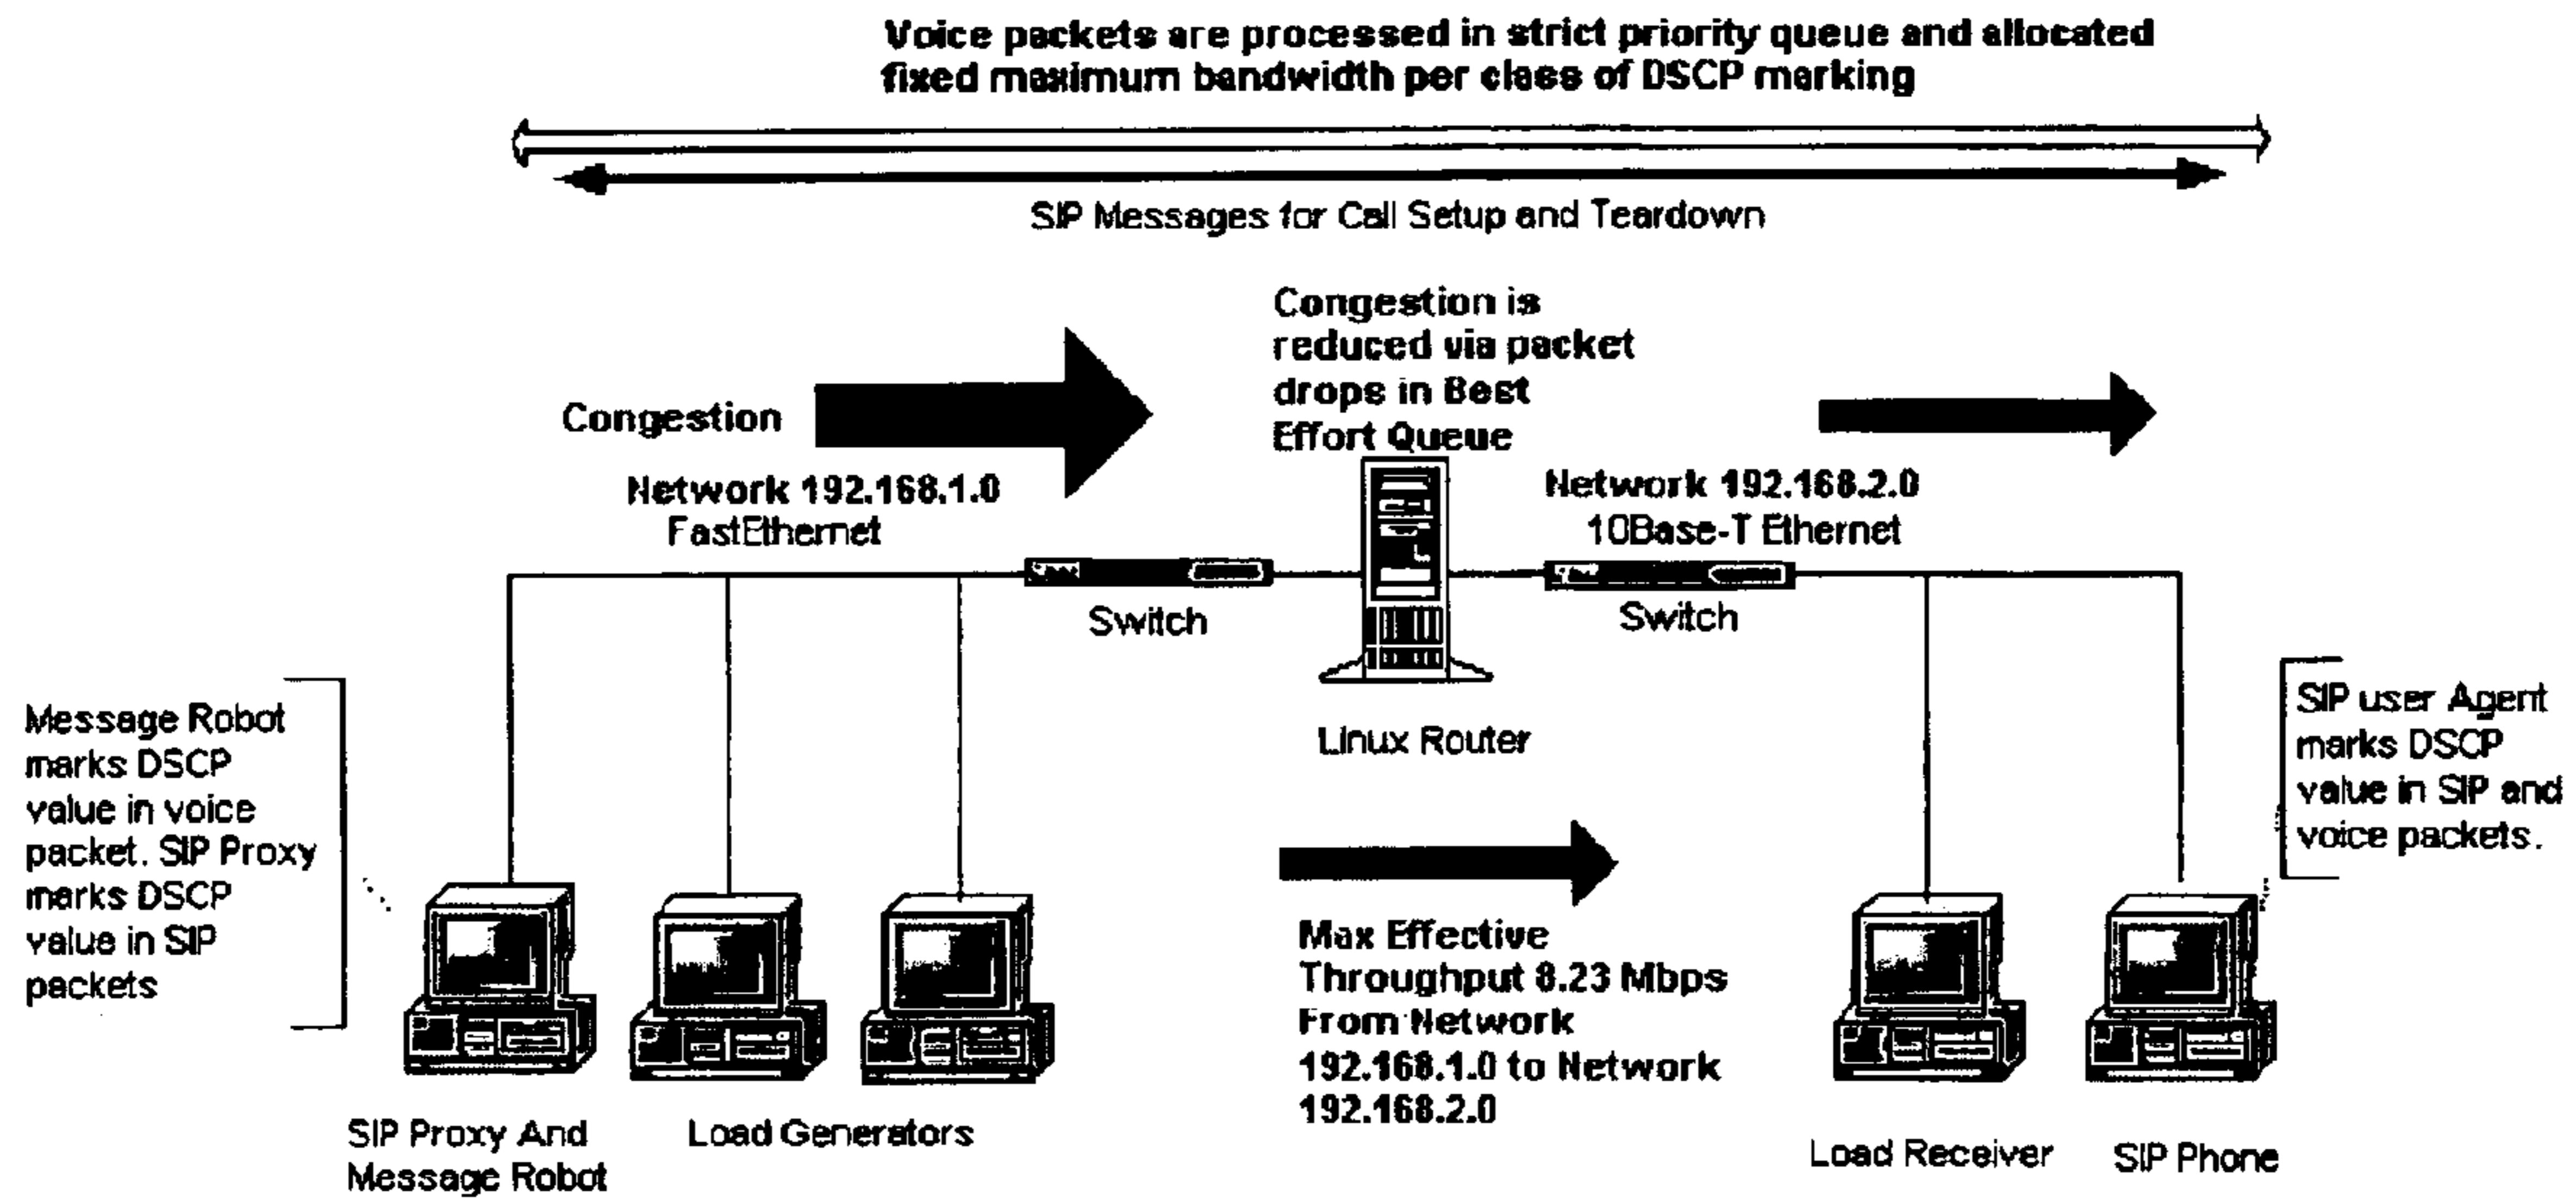 Voice packets are processed in strict priority queue and allocated
fixed maximum bandwidth per class of DSCP marking
SIP Messages for Call Setup and Teardown
Congestion is
reduced via packet
drops in Best
Effort Queue
Congestion
Network 192.168.1.0
FastEthernet
Network 192.168.2.0
10Base-T Ethernet
Switch
Switch
Linux Router
Message Robot
marks DSCP
value in voice
packet. SIP Proxy
marks DSCP
value in SIP
packets
SIP user Agent
marks DSCP
value in SIP and
voice packets.
Max Effective
Throughput 8.23 Mbps
From Network
192.168.1.0 to Network
192.168.2.0
SIP Proxy And
Message Robot
Load Generators
Load Receiver
SIP Phone